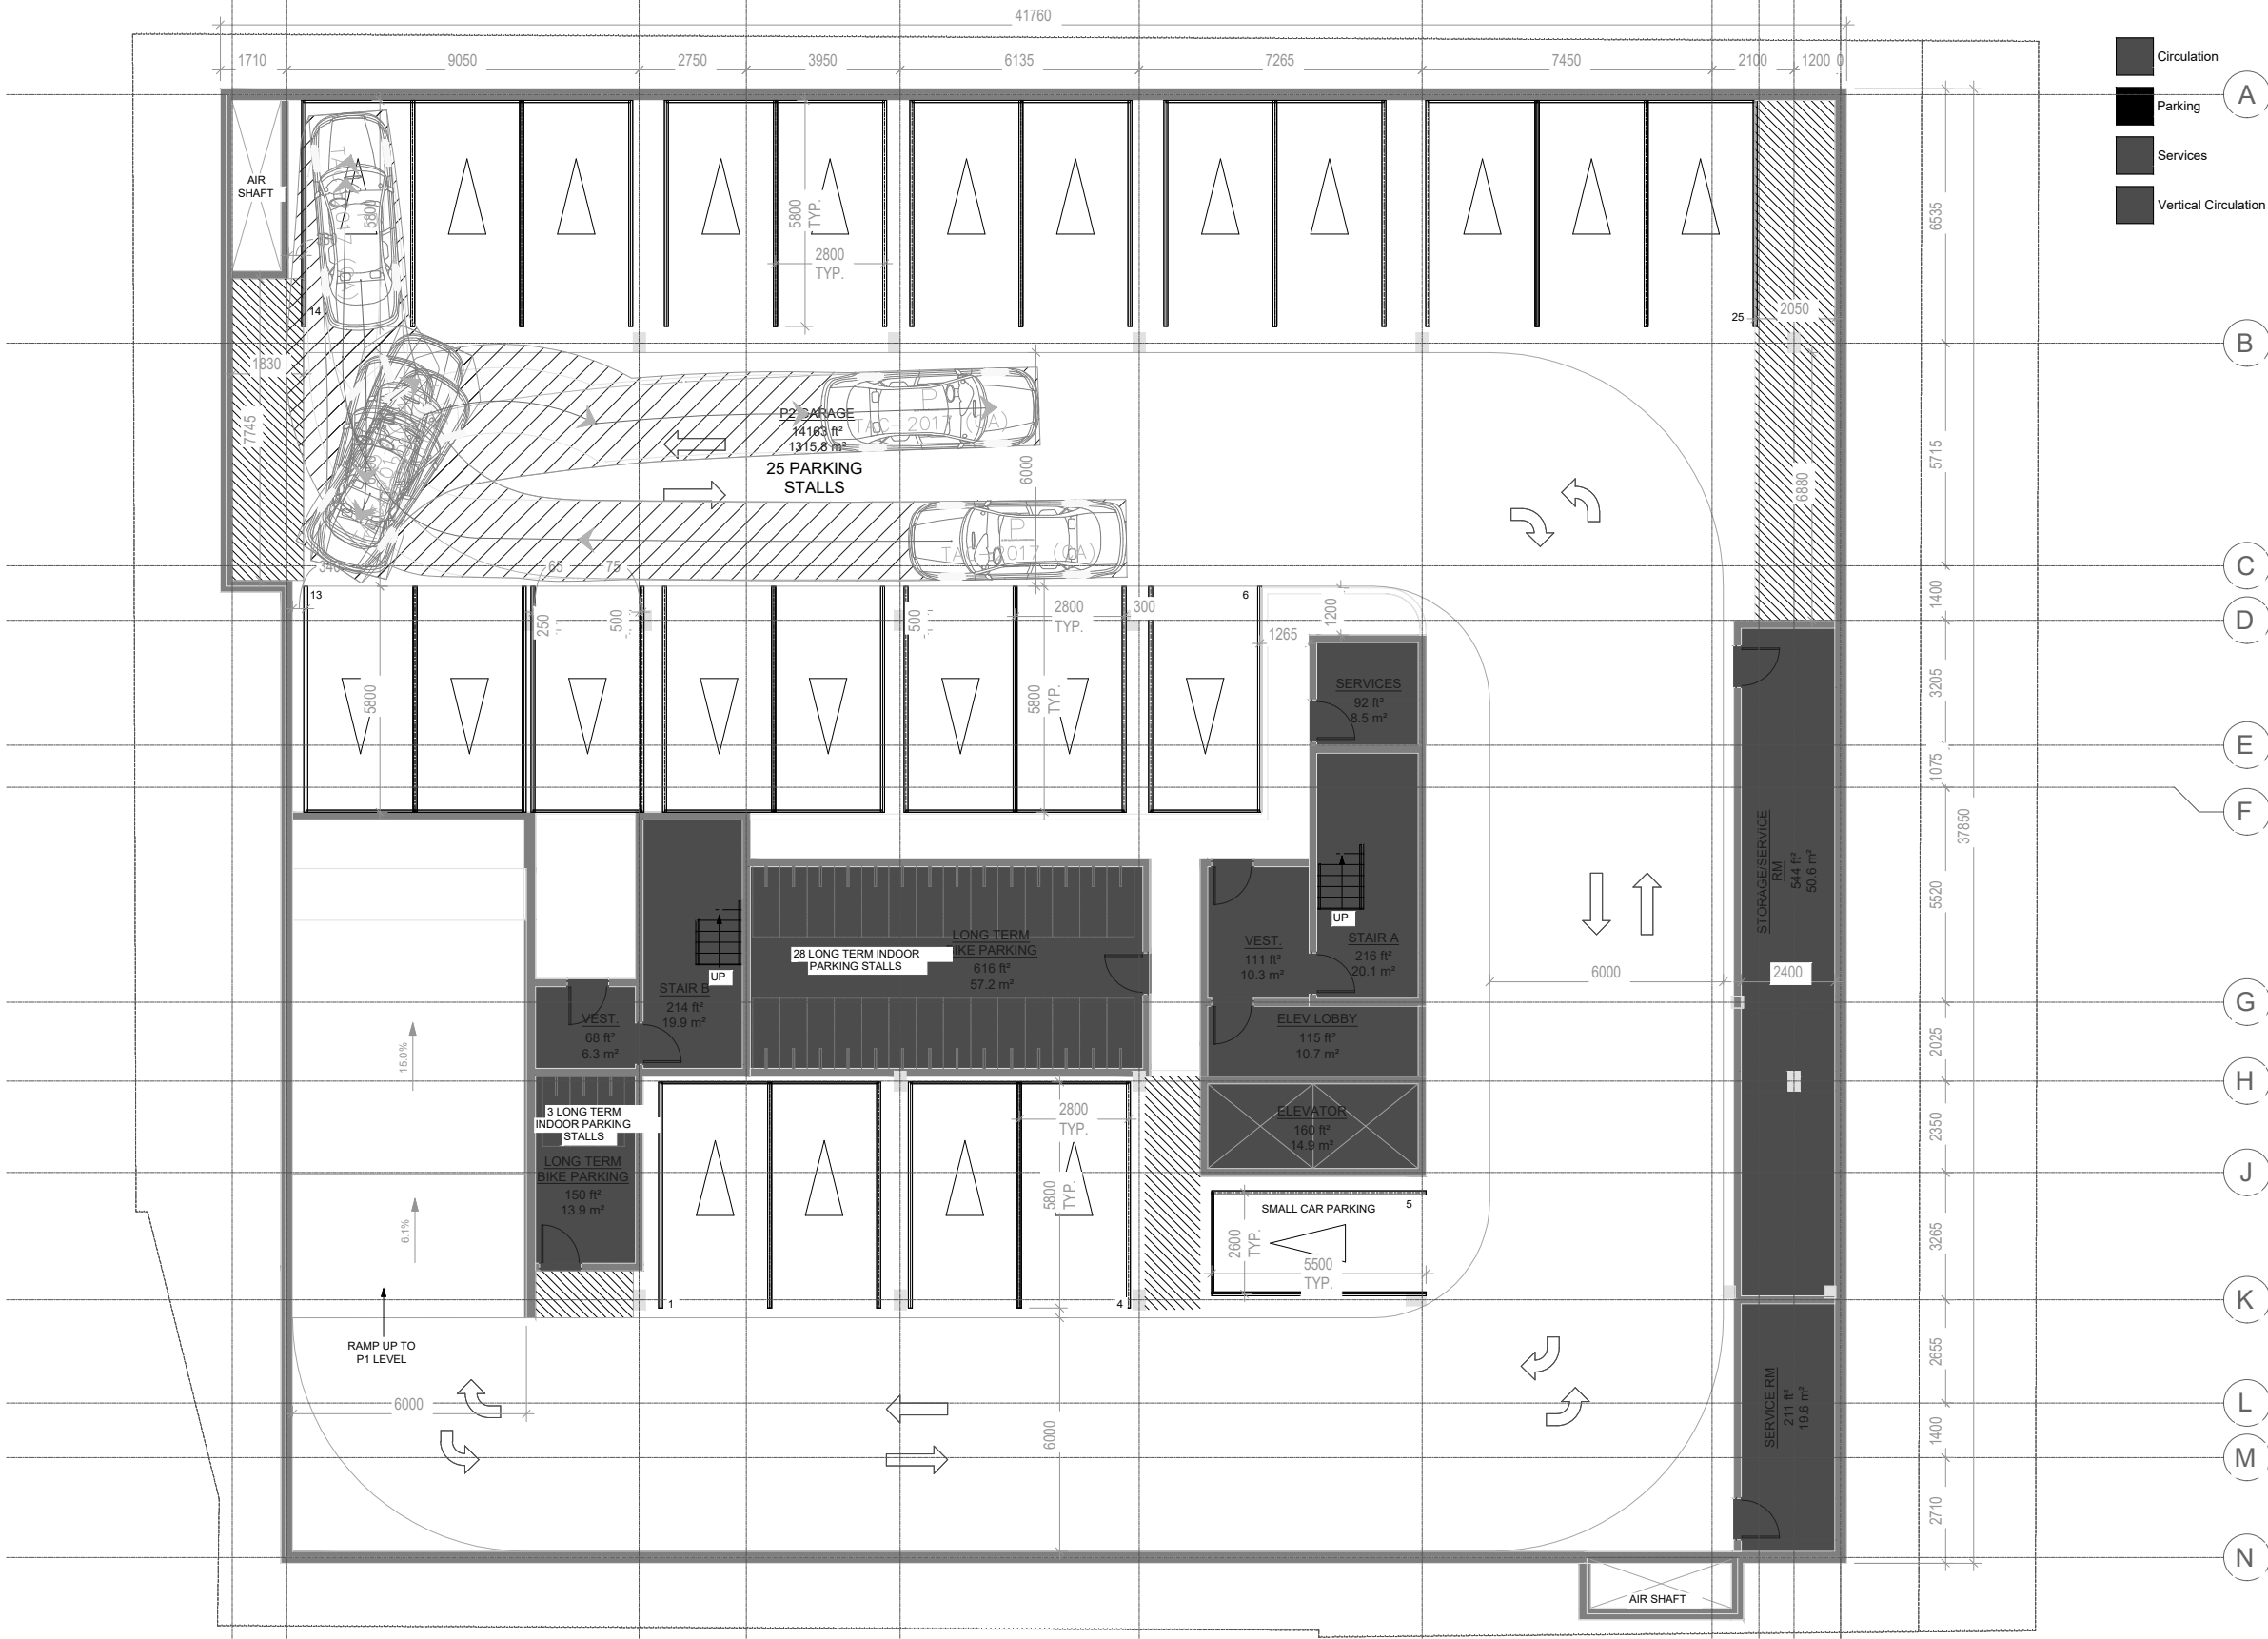 41760
1710 9050 2750 3950 6135 7265 7450 2100 1200 0
Circulation
Parking
Services
Vertical Circulation
A
B
C
D
E
F
G
H
J
K
L
M
N
6535
5715
1400
3205
1075
5520
2025
2350
3265
2655
1400
2710
37850
AIR
SHAFT
5800
14
5800
TYP.
2800
TYP.
25
2050
1830
7745
6880
P2 GARAGE
14163 ft²
1315.8 m²
25 PARKING
STALLS
6000
P
TAC-2017 (CA)
P
TAC-2017 (CA)
340
65
75
13
250
500
500
2800
TYP.
300
6
1265
1200
5800
5800
TYP.
SERVICES
92 ft²
8.5 m²
STORAGE/SERVICE
RM
544 ft²
50.6 m²
UP
STAIR A
216 ft²
20.1 m²
VEST.
111 ft²
10.3 m²
LONG TERM
BIKE PARKING
616 ft²
57.2 m²
28 LONG TERM INDOOR
PARKING STALLS
UP
STAIR B
214 ft²
19.9 m²
VEST.
68 ft²
6.3 m²
ELEV LOBBY
115 ft²
10.7 m²
6000
2400
15.0%
3 LONG TERM
INDOOR PARKING
STALLS
LONG TERM
BIKE PARKING
150 ft²
13.9 m²
2800
TYP.
5800
TYP.
ELEVATOR
160 ft²
14.9 m²
6.1%
SMALL CAR PARKING
5
2600
TYP.
5500
TYP.
1
4
RAMP UP TO
P1 LEVEL
6000
6000
SERVICE RM
211 ft²
19.6 m²
AIR SHAFT